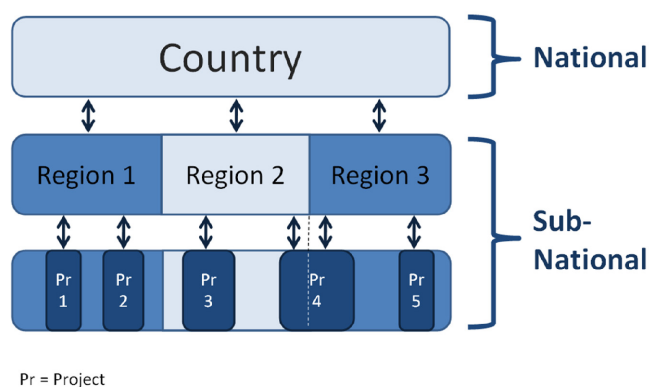 Country
National
Region 1
Region 2
Region 3
Sub-
National
Pr
1
Pr
2
Pr
3
Pr
4
Pr
5
Pr = Project